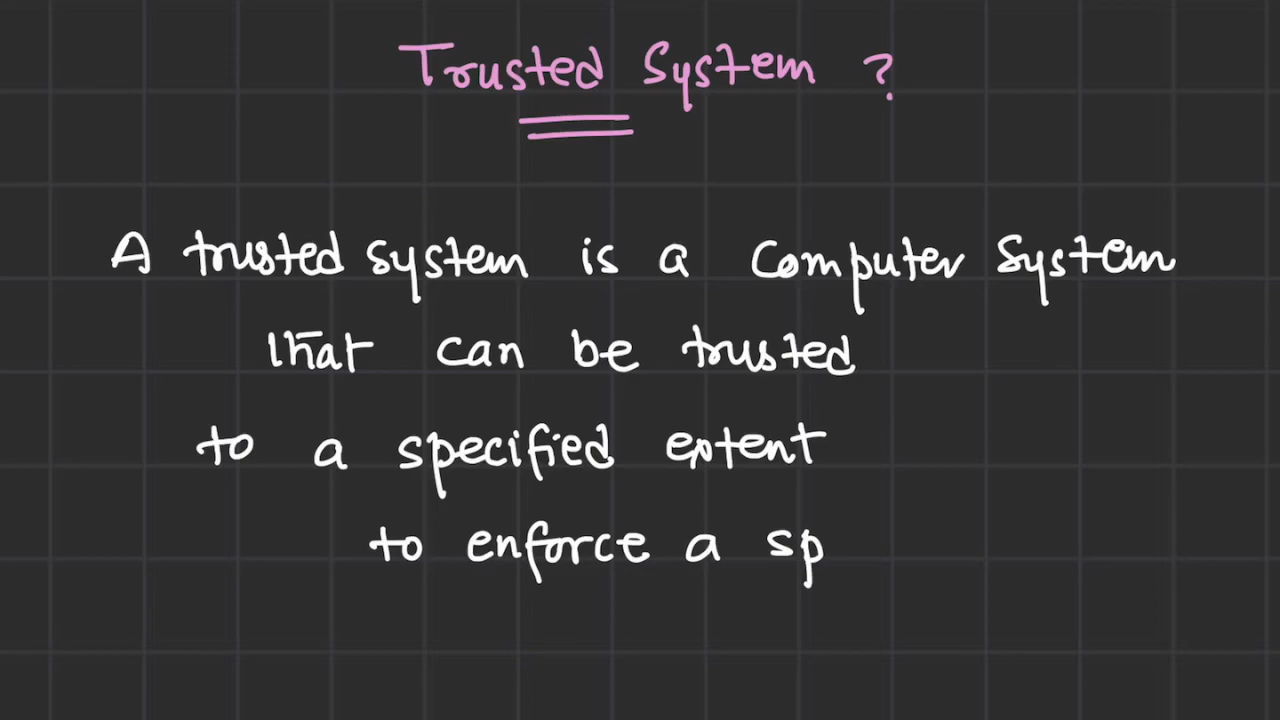 Trusted System ?
A trusted system is a computer system
that can be trusted
to a specified extent
to enforce a sp